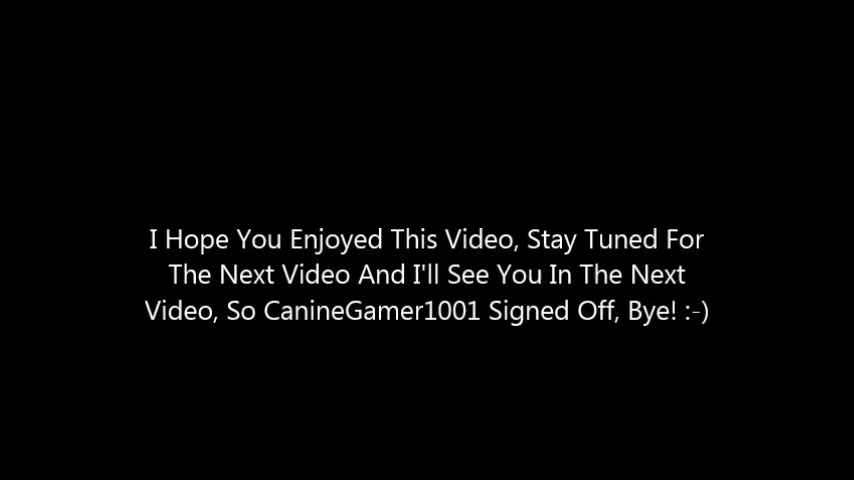 I Hope You Enjoyed This Video, Stay Tuned For
The Next Video And I'll See You In The Next
Video, So CanineGamer1001 Signed Off, Bye! :-)